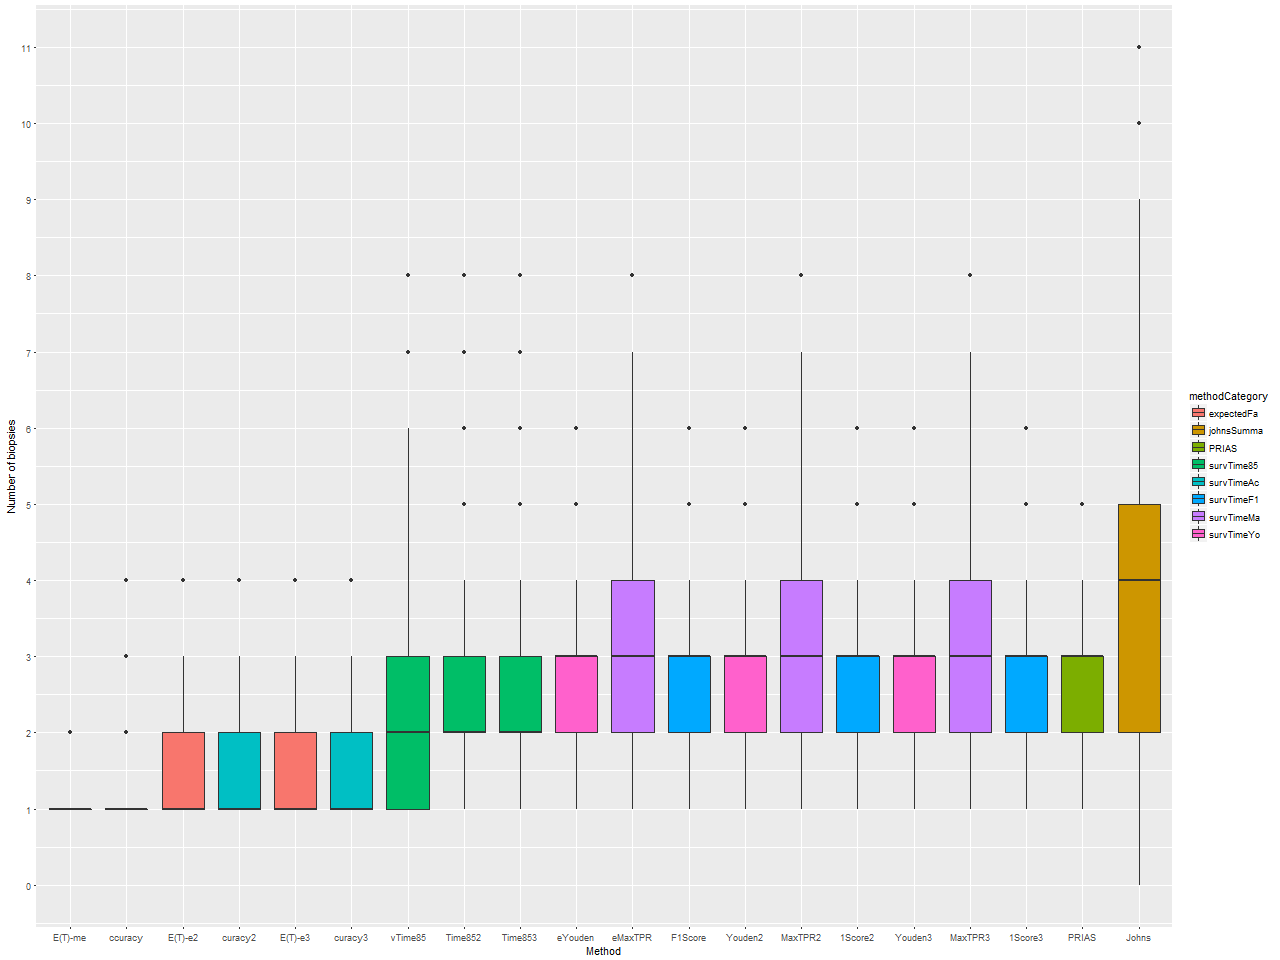 11
10
9
8
7
6
5
4
3
2
1
0
Number of biopsies
E(T)-me ccuracy E(T)-e2 curacy2 E(T)-e3 curacy3 vTime85 Time852 Time853 eYouden eMaxTPR F1Score Youden2 MaxTPR2 1Score2 Youden3 MaxTPR3 1Score3 PRIAS Johns
Method
methodCategory
expectedFa
johnsSumma
PRIAS
survTime85
survTimeAc
survTimeF1
survTimeMa
survTimeYo